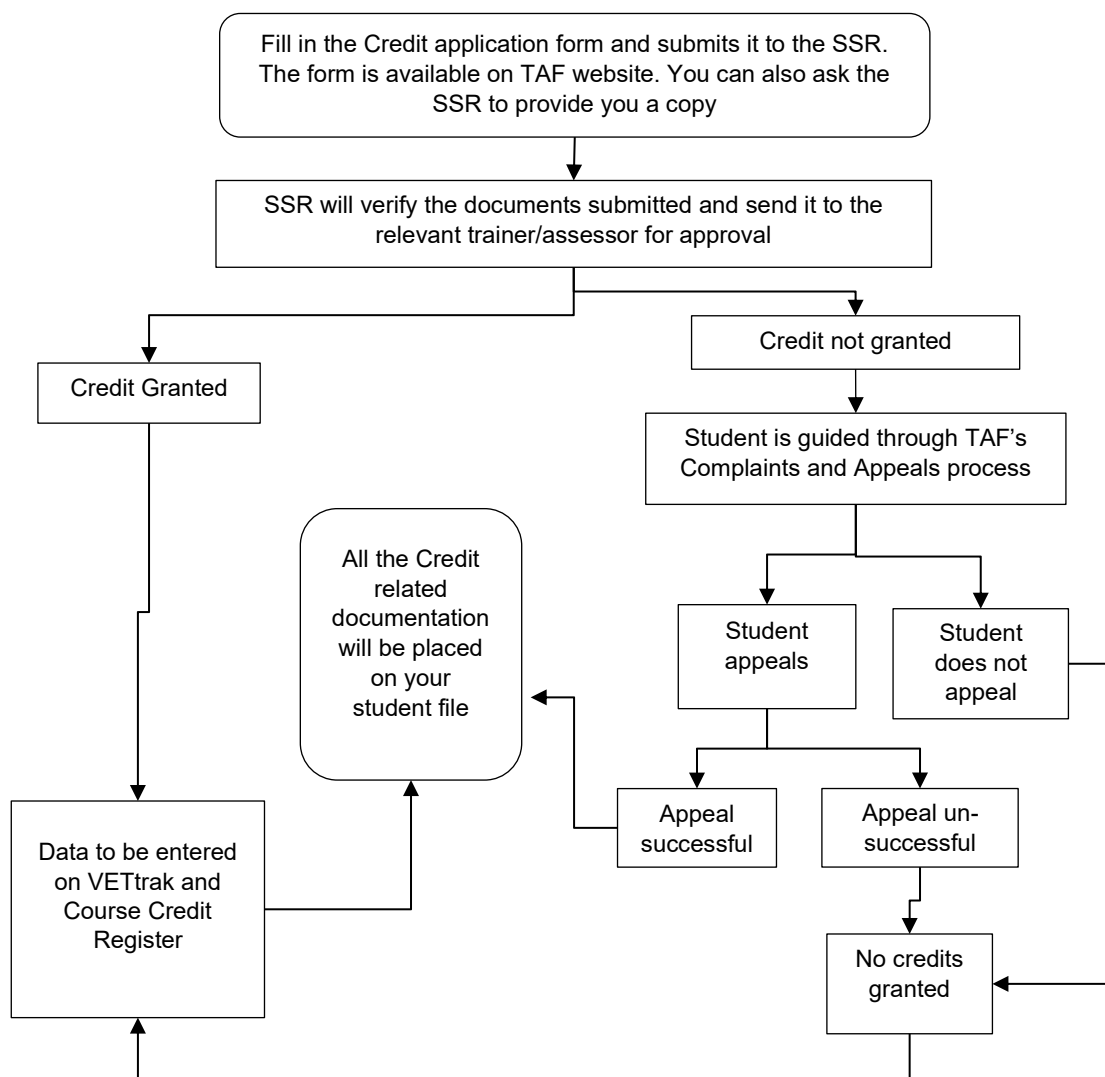 Fill in the Credit application form and submits it to the SSR.
The form is available on TAF website. You can also ask the
SSR to provide you a copy
SSR will verify the documents submitted and send it to the
relevant trainer/assessor for approval
Credit not granted
Credit Granted
Student is guided through TAF’s
Complaints and Appeals process
All the Credit
related
documentation
will be placed
on your
student file
Student
appeals
Student
does not
appeal
Appeal
successful
Appeal un-
successful
Data to be entered
on VETtrak and
Course Credit
Register
No credits
granted